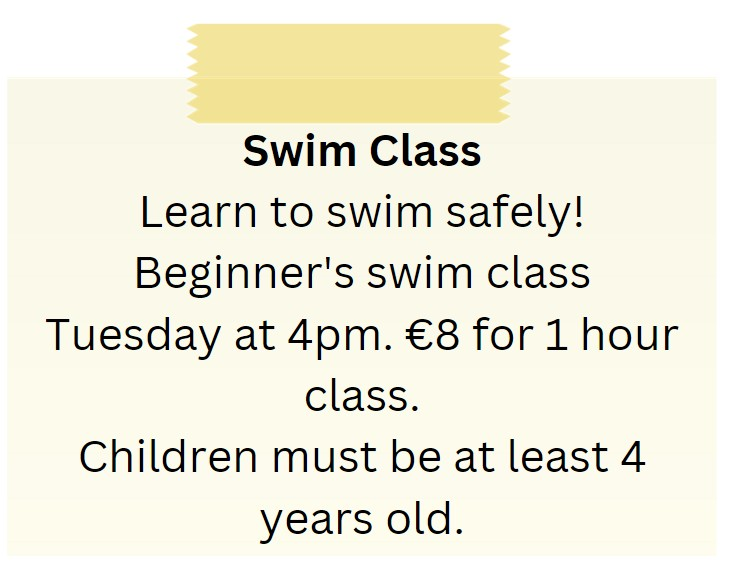 Swim Class
Learn to swim safely!
Beginner's swim class
Tuesday at 4pm. €8 for 1 hour
class.
Children must be at least 4
years old.